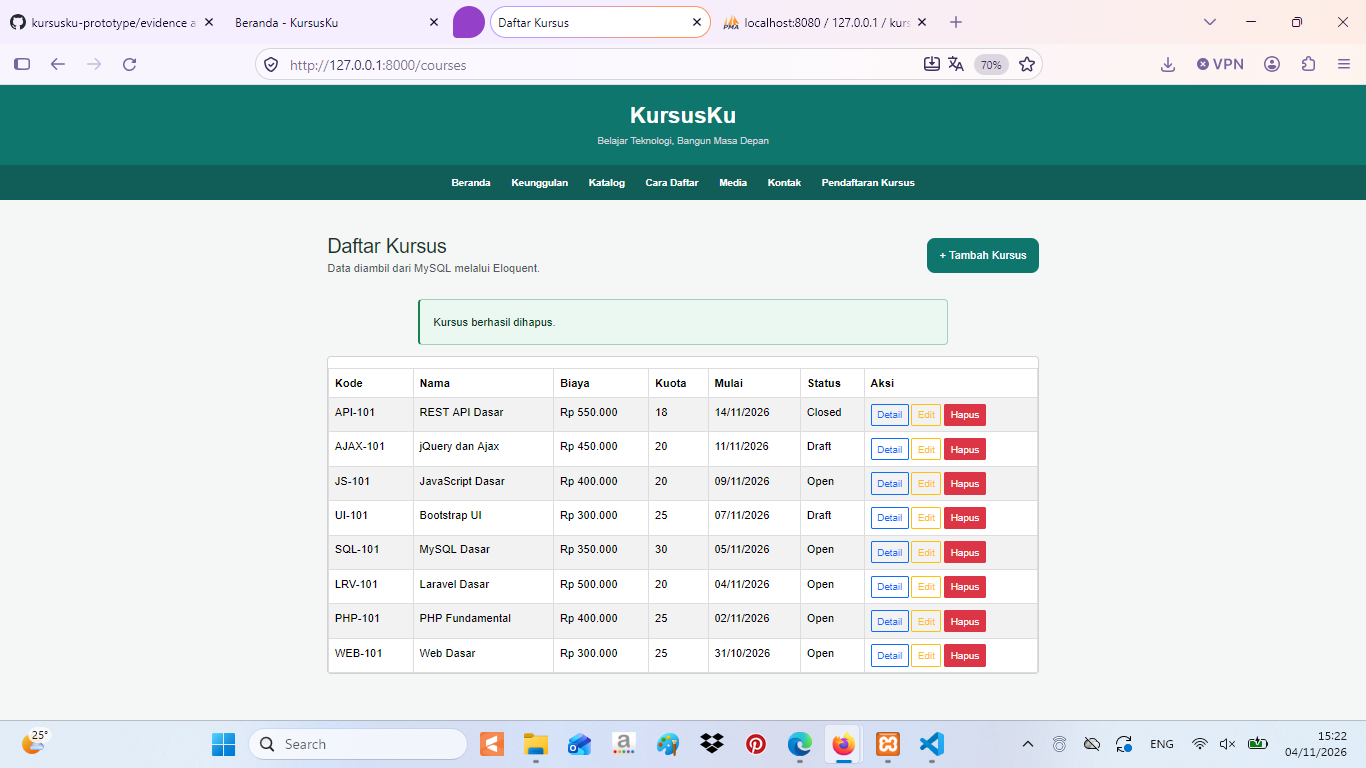 kursusku-prototype/evidence a
Beranda - KursusKu
Daftar Kursus
PMA
localhost:8080 / 127.0.0.1 / kurs
http://127.0.0.1:8000/courses
70%
VPN
KursusKu
Belajar Teknologi, Bangun Masa Depan
Beranda Keunggulan Katalog Cara Daftar Media Kontak Pendaftaran Kursus
Daftar Kursus
Data diambil dari MySQL melalui Eloquent.
+ Tambah Kursus
Kursus berhasil dihapus.
Kode Nama Biaya Kuota Mulai Status Aksi
API-101 REST API Dasar Rp 550.000 18 14/11/2026 Closed Detail Edit Hapus
AJAX-101 jQuery dan Ajax Rp 450.000 20 11/11/2026 Draft Detail Edit Hapus
JS-101 JavaScript Dasar Rp 400.000 20 09/11/2026 Open Detail Edit Hapus
UI-101 Bootstrap UI Rp 300.000 25 07/11/2026 Draft Detail Edit Hapus
SQL-101 MySQL Dasar Rp 350.000 30 05/11/2026 Open Detail Edit Hapus
LRV-101 Laravel Dasar Rp 500.000 20 04/11/2026 Open Detail Edit Hapus
PHP-101 PHP Fundamental Rp 400.000 25 02/11/2026 Open Detail Edit Hapus
WEB-101 Web Dasar Rp 300.000 25 31/10/2026 Open Detail Edit Hapus
25°
Search
a
ENG
15:22
04/11/2026